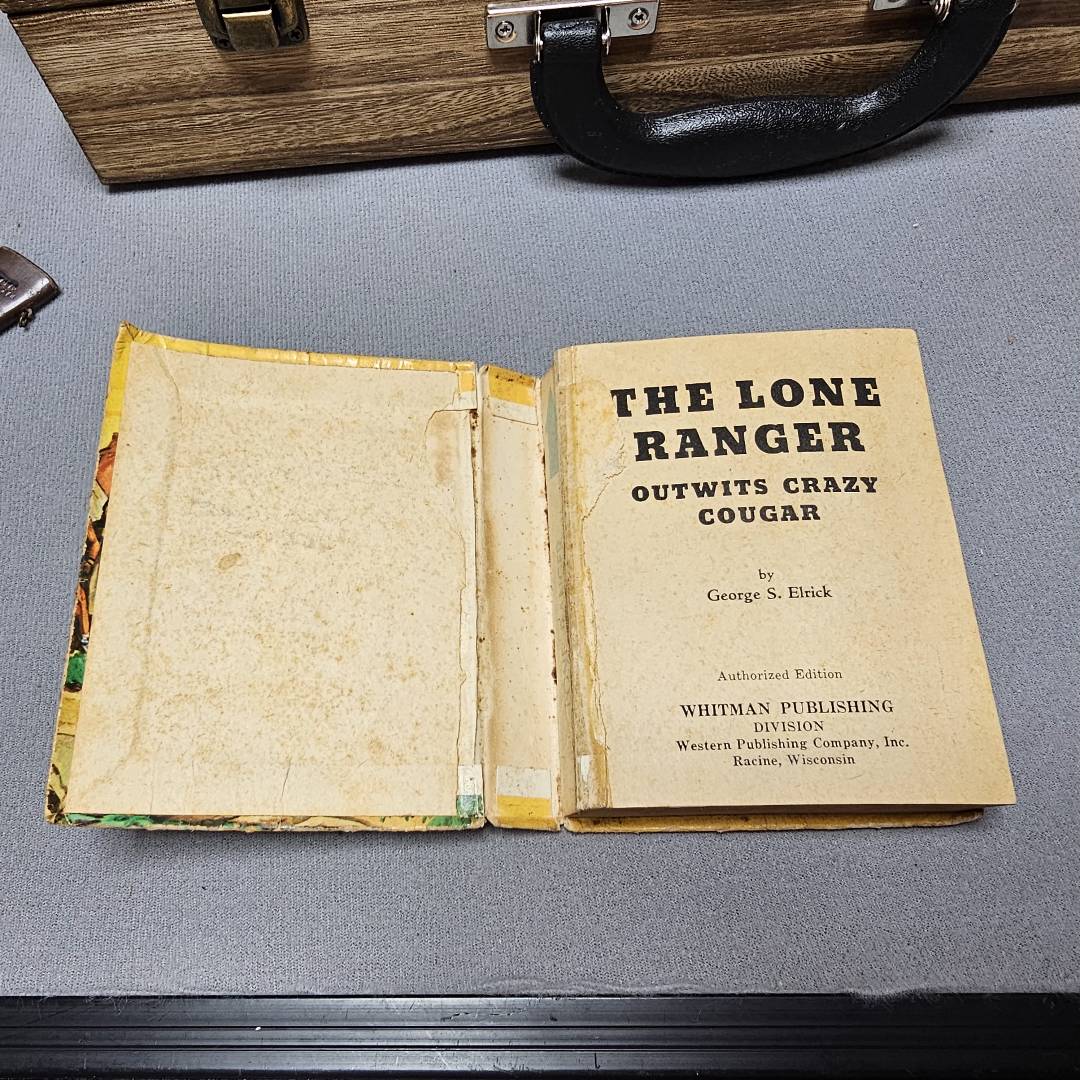 THE LONE
RANGER
OUTWITS CRAZY
COUGAR
by
George S. Elrick
Authorized Edition
WHITMAN PUBLISHING
DIVISION
Western Publishing Company, Inc.
Racine, Wisconsin